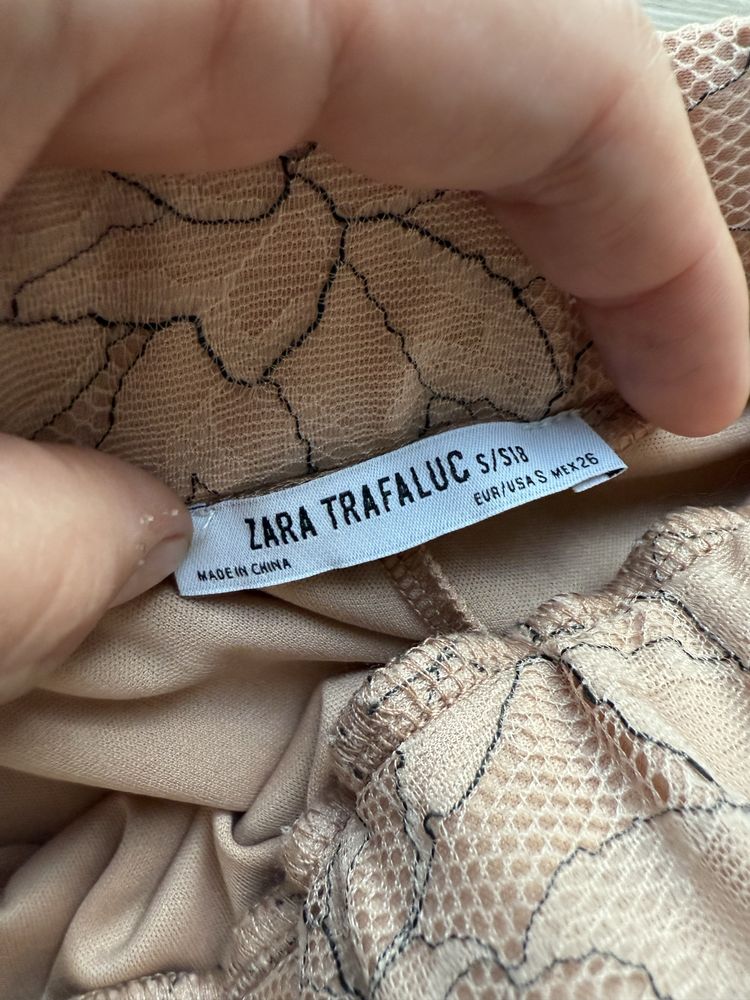 ZARA TRAFALUC S/S18
EUR/USA S MEX 26
MADE IN CHINA